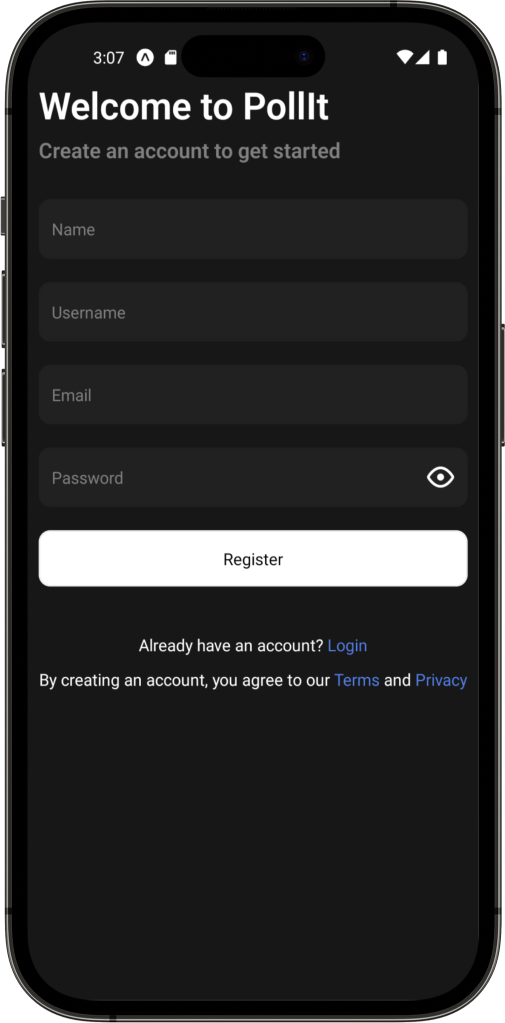 3:07
Welcome to PollIt
Create an account to get started
Name
Username
Email
Password
Register
Already have an account? Login
By creating an account, you agree to our Terms and Privacy